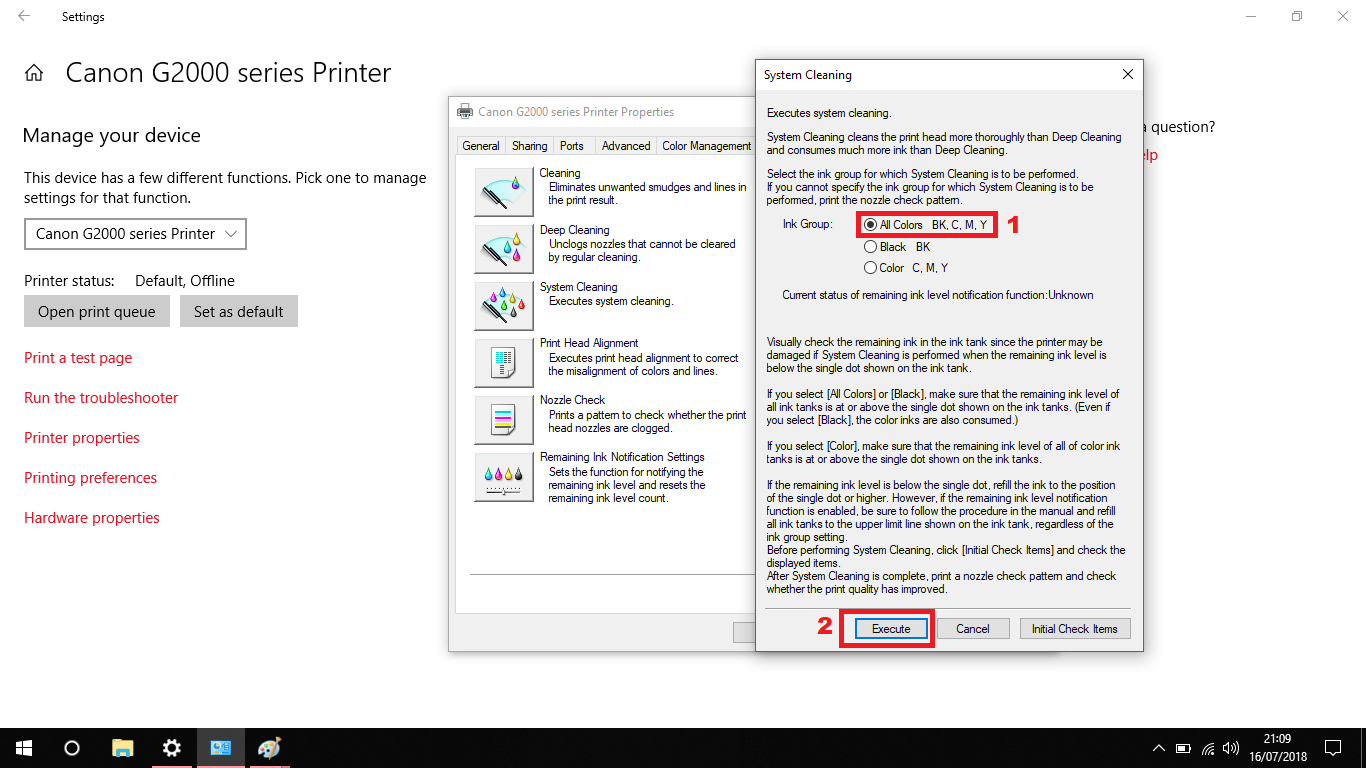 Settings
Canon G2000 series Printer
Manage your device
This device has a few different functions. Pick one to manage
settings for that function.
Canon G2000 series Printer
Printer status: Default, Offline
Open print queue Set as default
Print a test page
Run the troubleshooter
Printer properties
Printing preferences
Hardware properties
Canon G2000 series Printer Properties
General Sharing Ports Advanced Color Management
Cleaning
Eliminates unwanted smudges and lines in
the print result.
Deep Cleaning
Unclogs nozzles that cannot be cleared
by regular cleaning.
System Cleaning
Executes system cleaning.
Print Head Alignment
Executes print head alignment to correct
the misalignment of colors and lines.
Nozzle Check
Prints a pattern to check whether the print
head nozzles are clogged.
Remaining Ink Notification Settings
Sets the function for notifying the
remaining ink level and resets the
remaining ink level count.
System Cleaning
Executes system cleaning.
System Cleaning cleans the print head more thoroughly than Deep Cleaning
and consumes much more ink than Deep Cleaning.
Select the ink group for which System Cleaning is to be performed.
If you cannot specify the ink group for which System Cleaning is to be
performed, print the nozzle check pattern.
Ink Group: All Colors BK, C, M, Y 1
Black BK
Color C, M, Y
Current status of remaining ink level notification function:Unknown
Visually check the remaining ink in the ink tank since the printer may be
damaged if System Cleaning is performed when the remaining ink level is
below the single dot shown on the ink tank.
If you select [All Colors] or [Black], make sure that the remaining ink level of
all ink tanks is at or above the single dot shown on the ink tanks. (Even if
you select [Black], the color inks are also consumed.)
If you select [Color], make sure that the remaining ink level of all of color ink
tanks is at or above the single dot shown on the ink tanks.
If the remaining ink level is below the single dot, refill the ink to the position
of the single dot or higher. However, if the remaining ink level notification
function is enabled, be sure to follow the procedure in the manual and refill
all ink tanks to the upper limit line shown on the ink tank, regardless of the
ink group setting.
Before performing System Cleaning, click [Initial Check Items] and check the
displayed items.
After System Cleaning is complete, print a nozzle check pattern and check
whether the print quality has improved.
2 Execute Cancel Initial Check Items
a question?
elp
21:09
16/07/2018